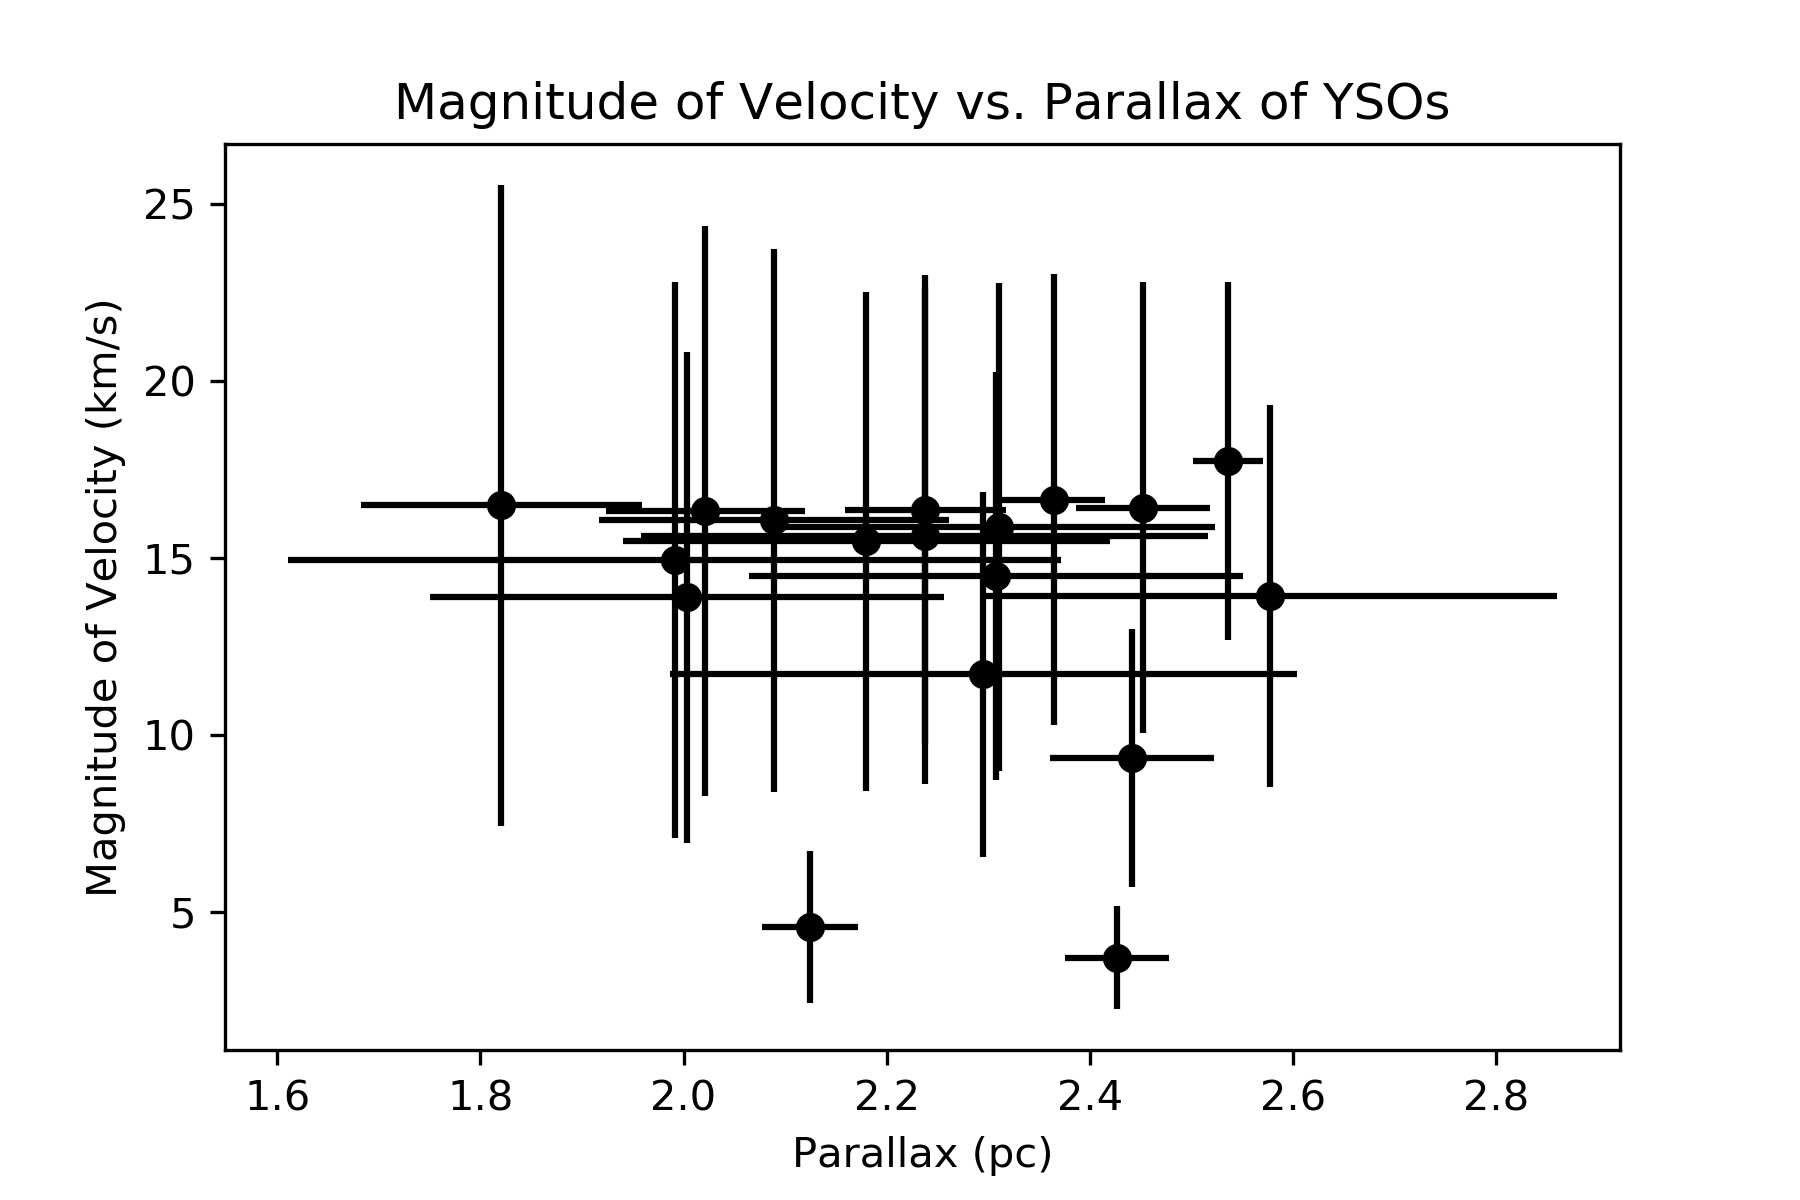 Magnitude of Velocity vs. Parallax of YSOs
25
20
15
10
5
Magnitude of Velocity (km/s)
1.6 1.8 2.0 2.2 2.4 2.6 2.8
Parallax (pc)